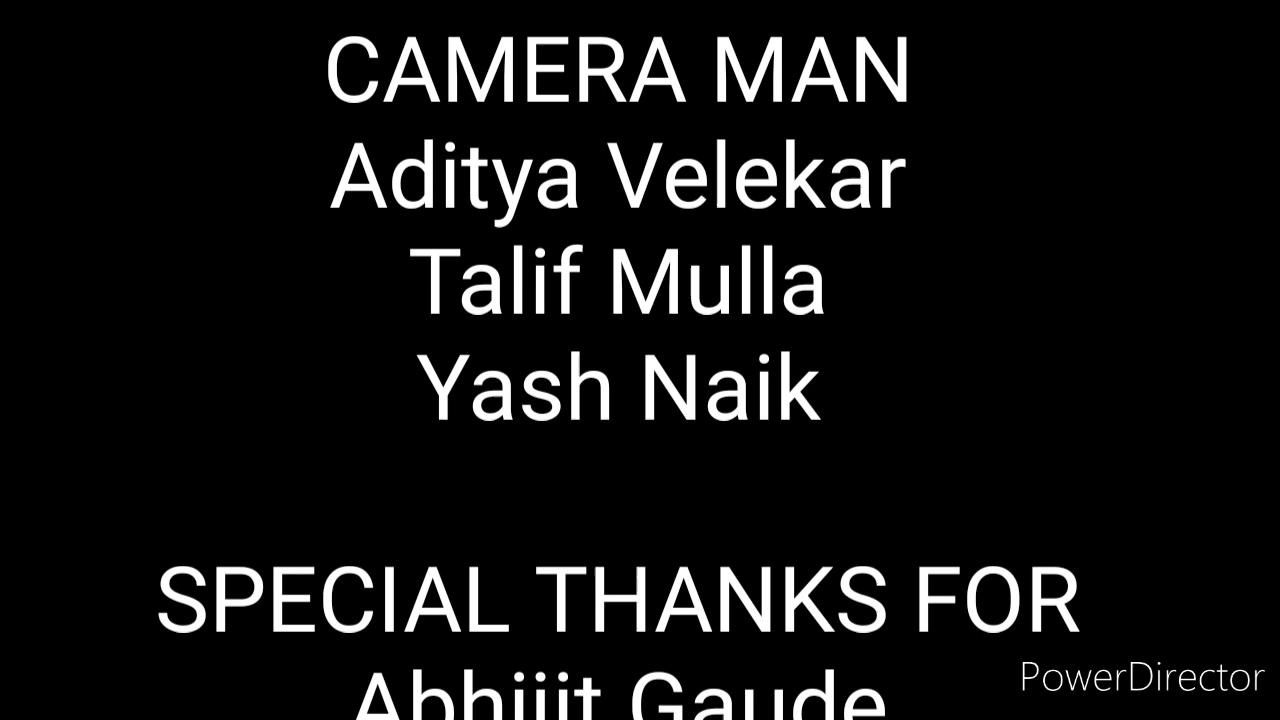 CAMERA MAN
Aditya Velekar
Talif Mulla
Yash Naik
SPECIAL THANKS FOR
Abhijit Gaude
PowerDirector